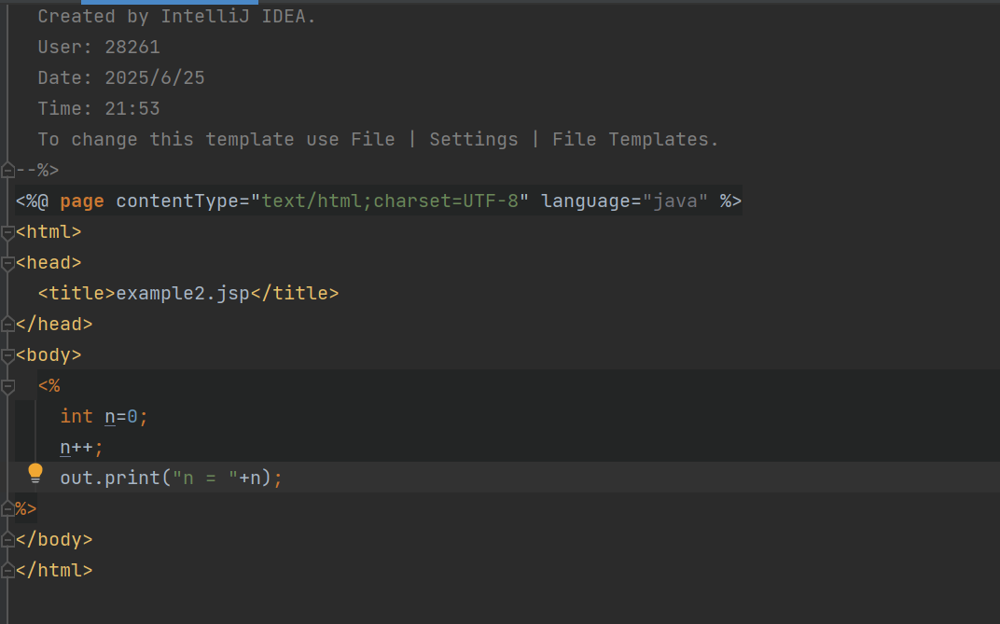 Created by IntelliJ IDEA.
User: 28261
Date: 2025/6/25
Time: 21:53
To change this template use File | Settings | File Templates.
--%>
<%@ page contentType="text/html;charset=UTF-8" language="java" %>
<html>
<head>
<title>example2.jsp</title>
</head>
<body>
<%
int n=0;
n++;
out.print("n = "+n);
%>
</body>
</html>